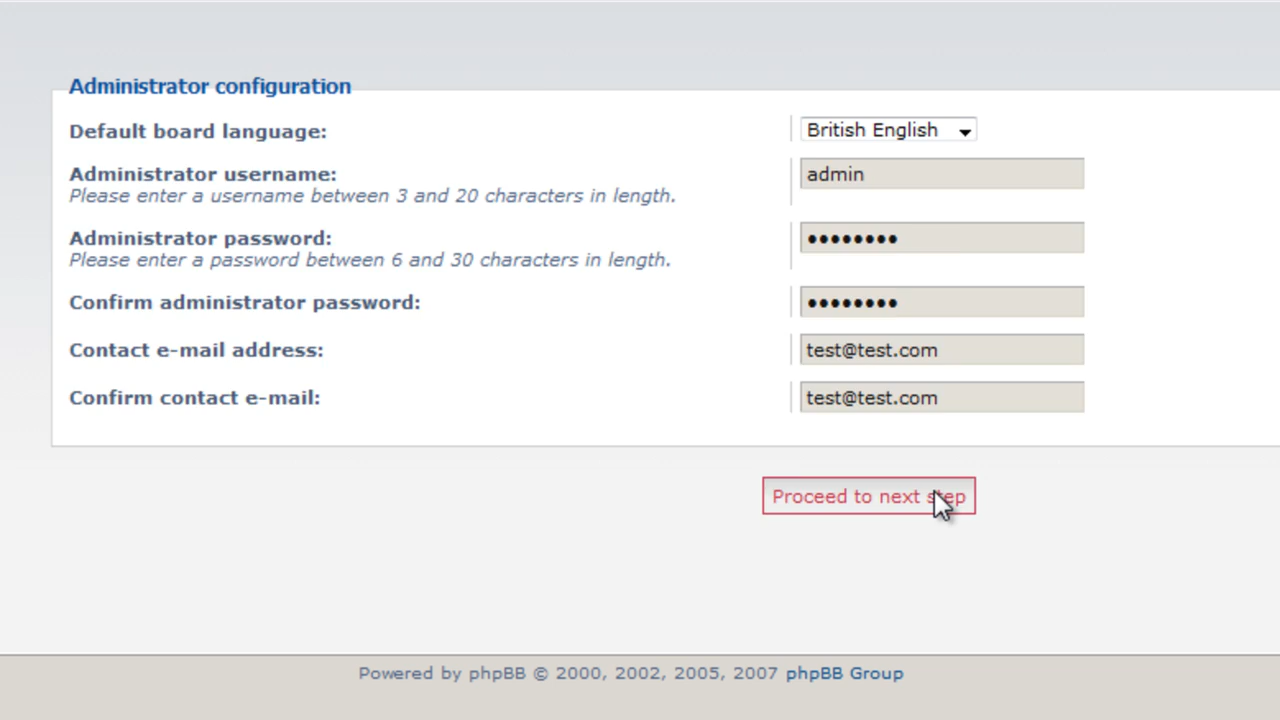 Administrator configuration
Default board language: British English
Administrator username: admin
Please enter a username between 3 and 20 characters in length.
Administrator password: ••••••••
Please enter a password between 6 and 30 characters in length.
Confirm administrator password: ••••••••
Contact e-mail address: test@test.com
Confirm contact e-mail: test@test.com
Proceed to next step
Powered by phpBB © 2000, 2002, 2005, 2007 phpBB Group